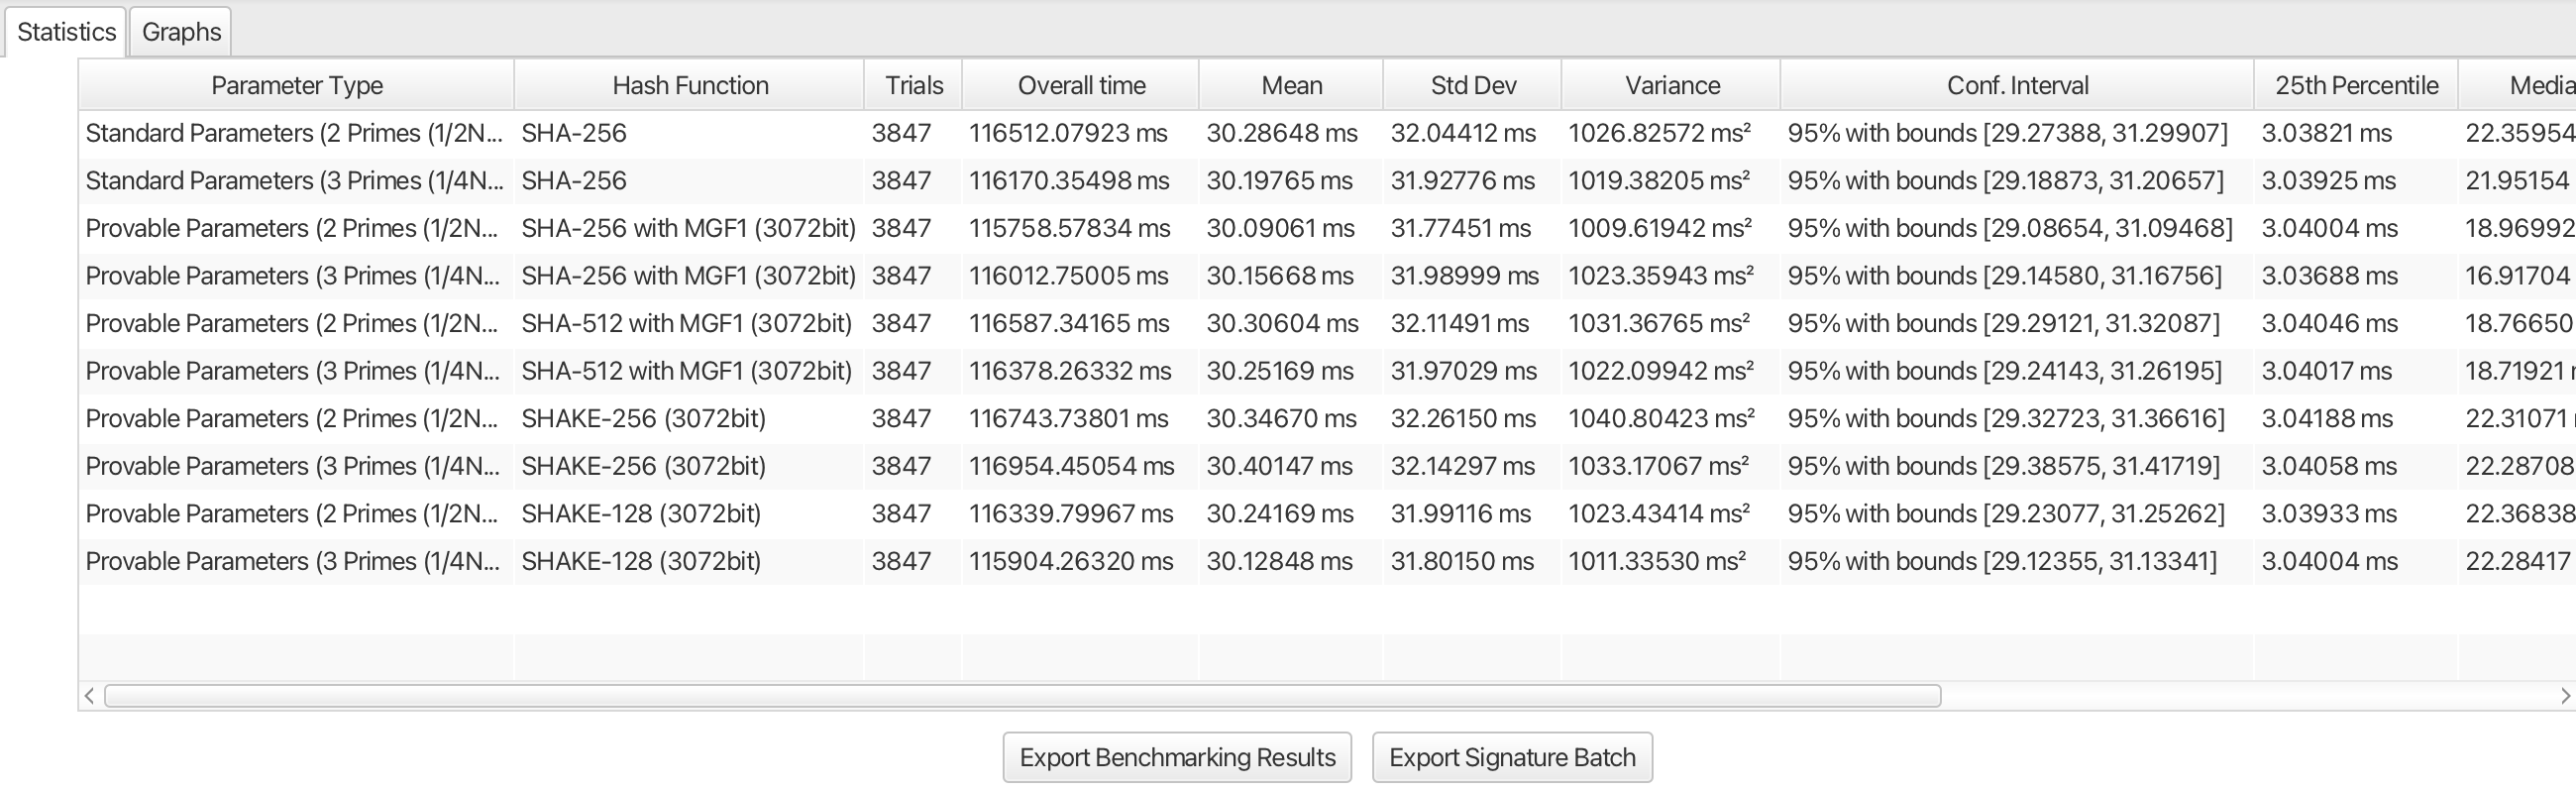 Statistics Graphs
Parameter Type Hash Function Trials Overall time Mean Std Dev Variance Conf. Interval 25th Percentile Media
Standard Parameters (2 Primes (1/2N... SHA-256 3847 116512.07923 ms 30.28648 ms 32.04412 ms 1026.82572 ms² 95% with bounds [29.27388, 31.29907] 3.03821 ms 22.35954
Standard Parameters (3 Primes (1/4N... SHA-256 3847 116170.35498 ms 30.19765 ms 31.92776 ms 1019.38205 ms² 95% with bounds [29.18873, 31.20657] 3.03925 ms 21.95154
Provable Parameters (2 Primes (1/2N... SHA-256 with MGF1 (3072bit) 3847 115758.57834 ms 30.09061 ms 31.77451 ms 1009.61942 ms² 95% with bounds [29.08654, 31.09468] 3.04004 ms 18.96992
Provable Parameters (3 Primes (1/4N... SHA-256 with MGF1 (3072bit) 3847 116012.75005 ms 30.15668 ms 31.98999 ms 1023.35943 ms² 95% with bounds [29.14580, 31.16756] 3.03688 ms 16.91704
Provable Parameters (2 Primes (1/2N... SHA-512 with MGF1 (3072bit) 3847 116587.34165 ms 30.30604 ms 32.11491 ms 1031.36765 ms² 95% with bounds [29.29121, 31.32087] 3.04046 ms 18.76650
Provable Parameters (3 Primes (1/4N... SHA-512 with MGF1 (3072bit) 3847 116378.26332 ms 30.25169 ms 31.97029 ms 1022.09942 ms² 95% with bounds [29.24143, 31.26195] 3.04017 ms 18.71921
Provable Parameters (2 Primes (1/2N... SHAKE-256 (3072bit) 3847 116743.73801 ms 30.34670 ms 32.26150 ms 1040.80423 ms² 95% with bounds [29.32723, 31.36616] 3.04188 ms 22.31071
Provable Parameters (3 Primes (1/4N... SHAKE-256 (3072bit) 3847 116954.45054 ms 30.40147 ms 32.14297 ms 1033.17067 ms² 95% with bounds [29.38575, 31.41719] 3.04058 ms 22.28708
Provable Parameters (2 Primes (1/2N... SHAKE-128 (3072bit) 3847 116339.79967 ms 30.24169 ms 31.99116 ms 1023.43414 ms² 95% with bounds [29.23077, 31.25262] 3.03933 ms 22.36838
Provable Parameters (3 Primes (1/4N... SHAKE-128 (3072bit) 3847 115904.26320 ms 30.12848 ms 31.80150 ms 1011.33530 ms² 95% with bounds [29.12355, 31.13341] 3.04004 ms 22.28417
Export Benchmarking Results Export Signature Batch